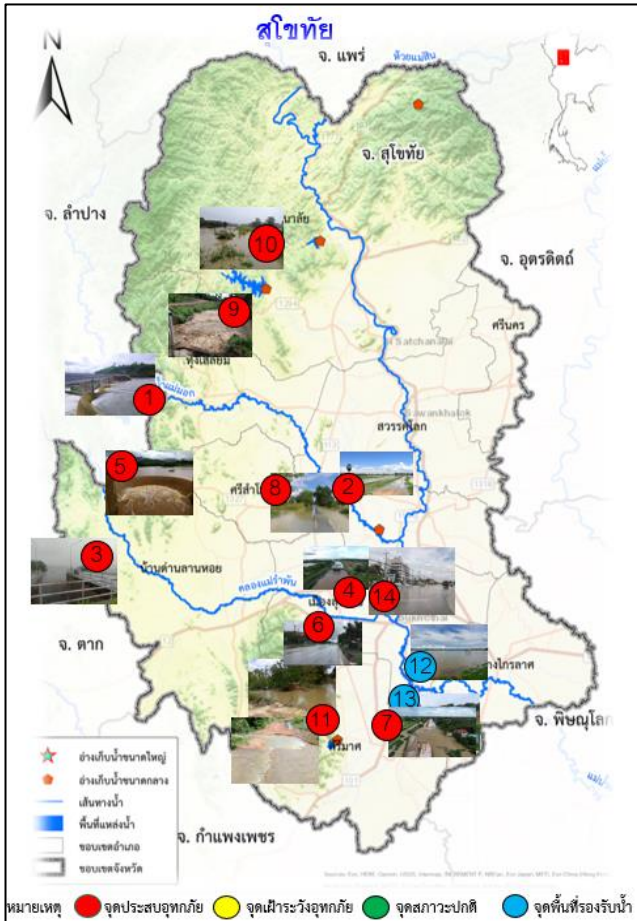 สุโขทัย
N
จ. แพร่
ห้วยแม่สิน
จ. สุโขทัย
จ. ลำปาง
นาลัย
10
จ. อุตรดิตถ์
9
ศรีนคร
ทุ่งเสลี่ยม
1
สวรรคโลก
5
8
2
ศรีสำโ
3
บ้านด่านลานหอย
คลองแม่รำพัน
4
14
6
จ. ตาก
12
างไกรลาศ
13
11
7
จ. พิษณุโลก
คีรีมาศ
อ่างเก็บน้ำขนาดใหญ่
อ่างเก็บน้ำขนาดกลาง
เส้นทางน้ำ
พื้นที่แหล่งน้ำ
ขอบเขตอำเภอ
ขอบเขตจังหวัด
จ. กำแพงเพชร
หมายเหตุ จุดประสบอุทกภัย จุดเฝ้าระวังอุทกภัย จุดสภาวะปกติ จุดพื้นที่รองรับน้ำ